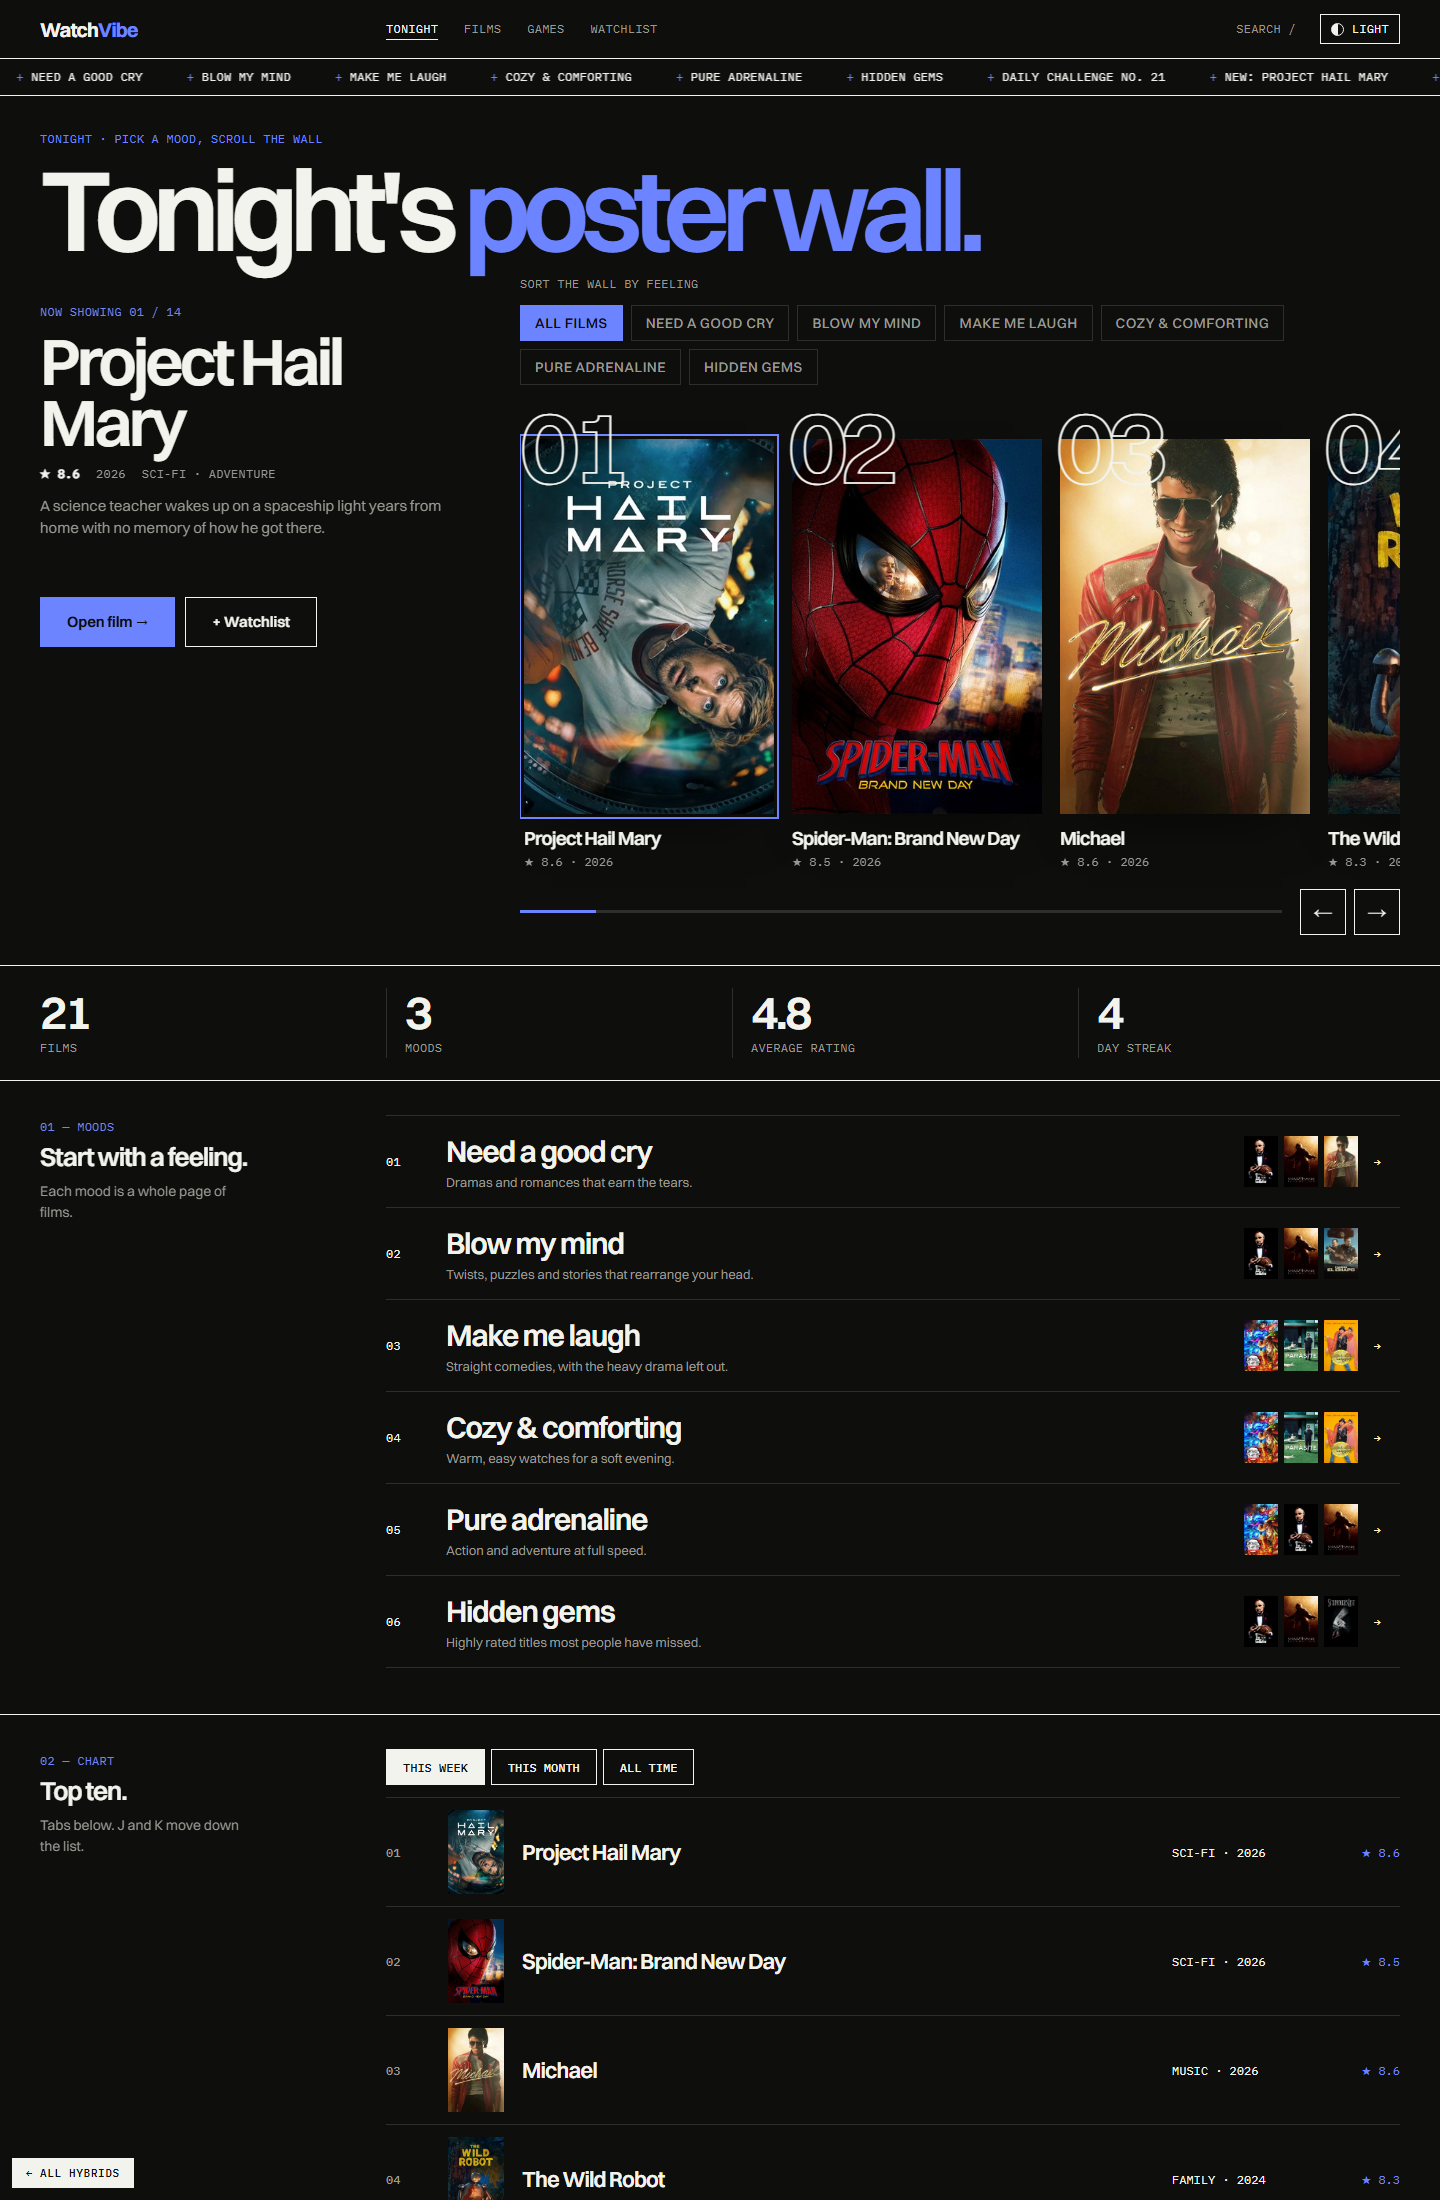 WatchVibe
TONIGHT FILMS GAMES WATCHLIST
SEARCH /
LIGHT
+ NEED A GOOD CRY + BLOW MY MIND + MAKE ME LAUGH + COZY & COMFORTING + PURE ADRENALINE + HIDDEN GEMS + DAILY CHALLENGE NO. 21 + NEW: PROJECT HAIL MARY +
TONIGHT · PICK A MOOD, SCROLL THE WALL
Tonight's poster wall.
NOW SHOWING 01 / 14
Project Hail
Mary
★ 8.6 2026 SCI-FI · ADVENTURE
A science teacher wakes up on a spaceship light years from
home with no memory of how he got there.
Open film →
+ Watchlist
SORT THE WALL BY FEELING
ALL FILMS NEED A GOOD CRY BLOW MY MIND MAKE ME LAUGH COZY & COMFORTING
PURE ADRENALINE HIDDEN GEMS
01
PROJECT
HAIL
MARY
Project Hail Mary
★ 8.6 · 2026
02
SPIDER-MAN
BRAND NEW DAY
Spider-Man: Brand New Day
★ 8.5 · 2026
03
Michael
Michael
★ 8.6 · 2026
04
The Wild
★ 8.3 · 20
← →
21
FILMS
3
MOODS
4.8
AVERAGE RATING
4
DAY STREAK
01 — MOODS
Start with a feeling.
Each mood is a whole page of
films.
01
Need a good cry
Dramas and romances that earn the tears.
→
02
Blow my mind
Twists, puzzles and stories that rearrange your head.
→
03
Make me laugh
Straight comedies, with the heavy drama left out.
PARASITE
→
04
Cozy & comforting
Warm, easy watches for a soft evening.
PARASITE
→
05
Pure adrenaline
Action and adventure at full speed.
→
06
Hidden gems
Highly rated titles most people have missed.
→
02 — CHART
Top ten.
Tabs below. J and K move down
the list.
THIS WEEK THIS MONTH ALL TIME
01
PROJECT
HAIL
MARY
Project Hail Mary
SCI-FI · 2026
★ 8.6
02
SPIDER-MAN
Spider-Man: Brand New Day
SCI-FI · 2026
★ 8.5
03
Michael
Michael
MUSIC · 2026
★ 8.6
04
THE
WILD
ROBOT
The Wild Robot
FAMILY · 2024
★ 8.3
← ALL HYBRIDS